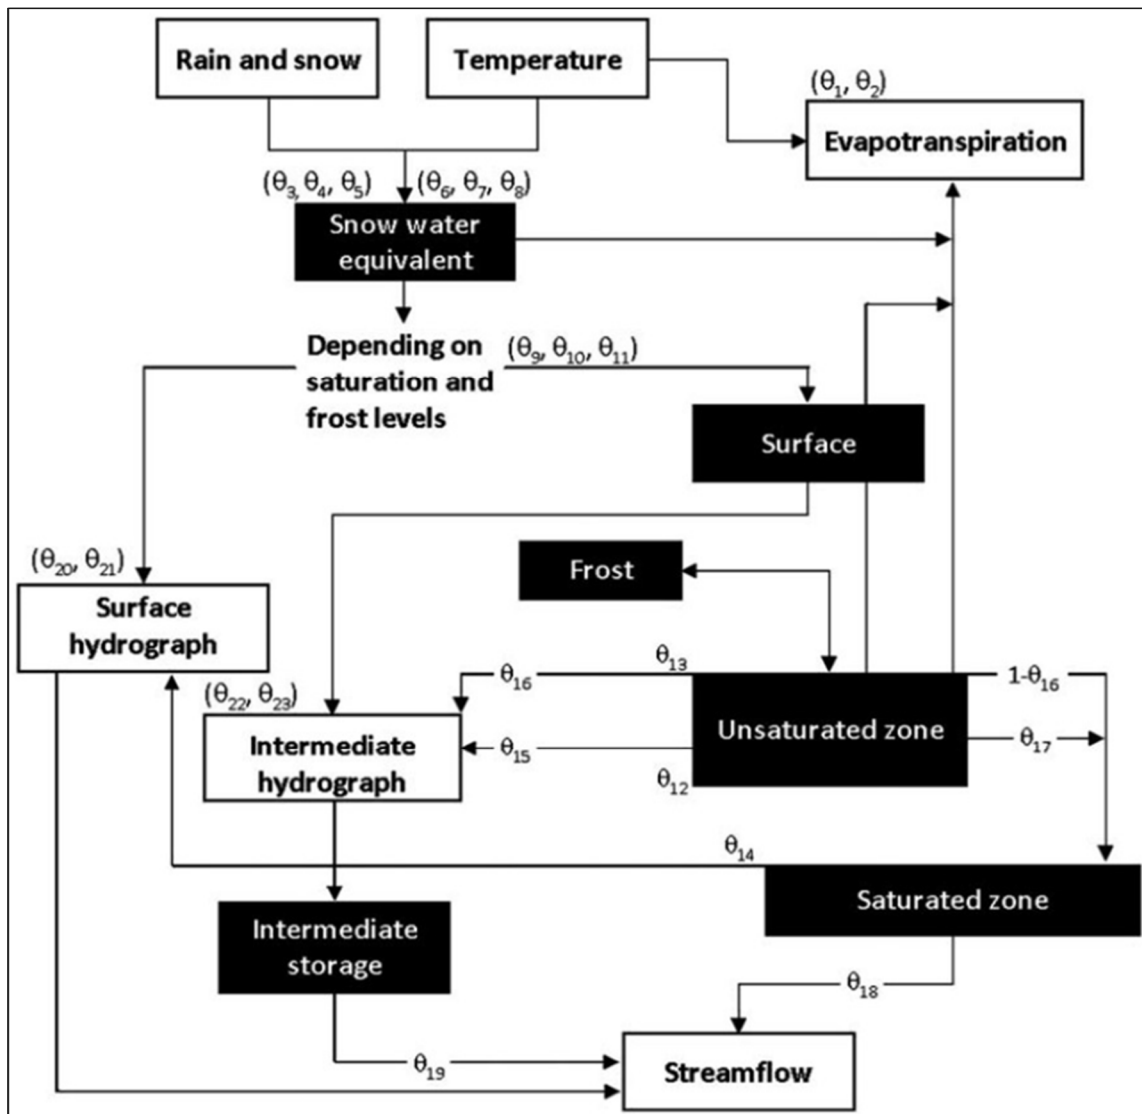 Rain and snow
Temperature
(θ1, θ2)
Evapotranspiration
(θ3, θ4, θ5)
(θ6, θ7, θ8)
Snow water
equivalent
Depending on
saturation and
frost levels
(θ9, θ10, θ11)
Surface
(θ20, θ21)
Surface
hydrograph
Frost
θ13
θ16
1-θ16
(θ22, θ23)
Unsaturated zone
Intermediate
hydrograph
θ15
θ17
θ12
θ14
Saturated zone
Intermediate
storage
θ18
θ19
Streamflow